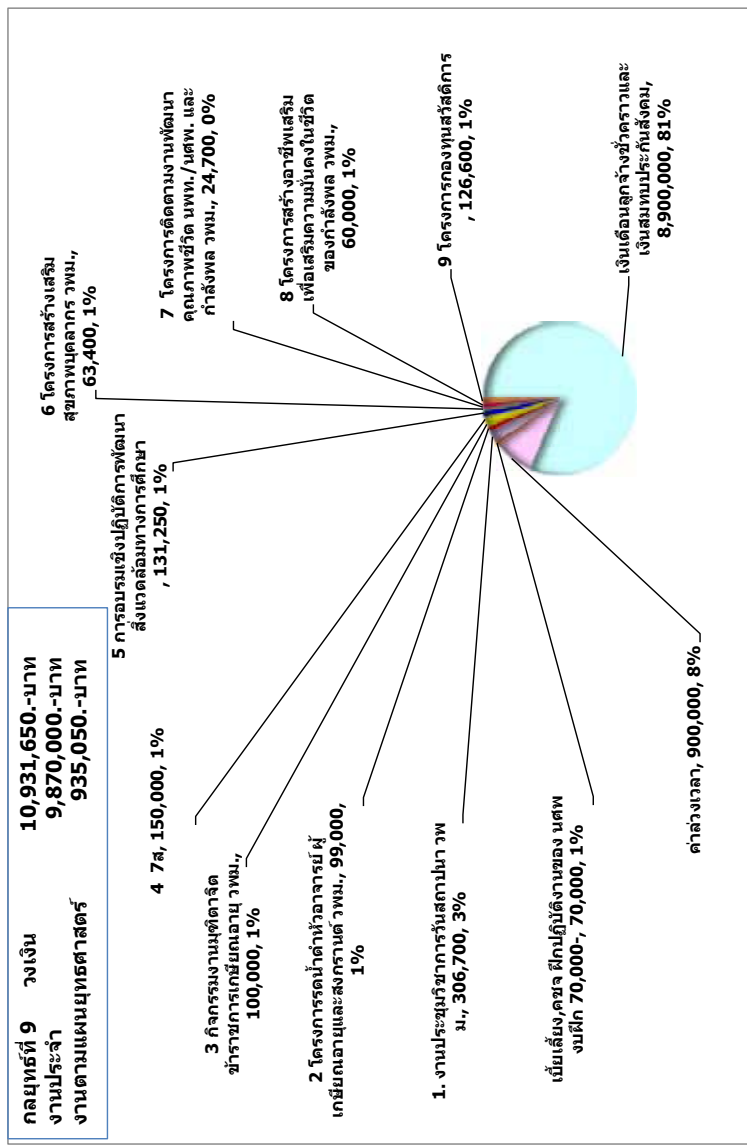 กลยุทธ์ที่ 9 วงเงิน 10,931,650.-บาท
งานประจำ 9,870,000.-บาท
งานตามแผนยุทธศาสตร์ 935,050.-บาท
6 โครงการสร้างเสริม
สุขภาพบุคลากร วพม.,
63,400, 1%
7 โครงการติดตามงานพัฒนา
คุณภาพชีวิต นพท./นศพ. และ
กำลังพล วพม., 24,700, 0%
8 โครงการสร้างอาชีพเสริม
เพื่อเสริมความมั่นคงในชีวิต
ของกำลังพล วพม.,
60,000, 1%
9 โครงการกองทุนสวัสดิการ
, 126,600, 1%
เงินเดือนลูกจ้างชั่วคราวและ
เงินสมทบประกันสังคม,
8,900,000, 81%
5 การอบรมเชิงปฏิบัติการพัฒนา
สิ่งแวดล้อมทางการศึกษา
, 131,250, 1%
4 7ส, 150,000, 1%
3 กิจกรรมงานมุฑิตาจิต
ข้าราชการเกษียณอายุ วพม.,
100,000, 1%
2 โครงการรดน้ำดำหัวอาจารย์ ผู้
เกษียณอายุและสงกรานต์ วพม., 99,000,
1%
1. งานประชุมวิชาการวันสถาปนา วพ
ม., 306,700, 3%
เบี้ยเลี้ยง,คชจ ฝึกปฏิบัติงานของ นศพ
งบฝึก 70,000-, 70,000, 1%
ค่าล่วงเวลา, 900,000, 8%